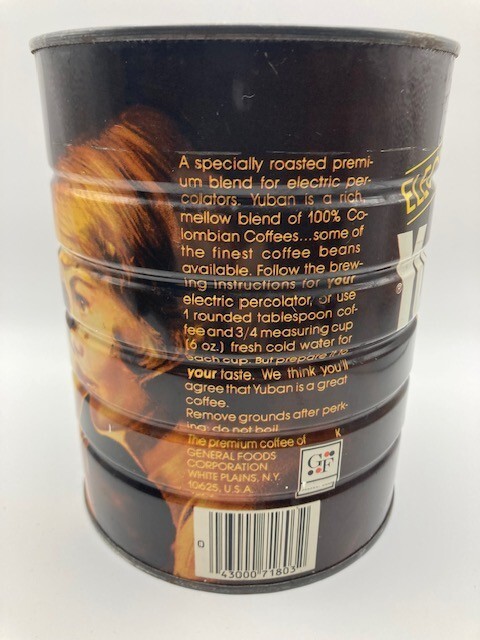 A specially roasted premi-
um blend for electric per-
colators, Yuban is a rich,
mellow blend of 100% Co-
lombian Coffees...some of
the finest coffee beans
available. Follow the brew-
ing instructions for your
electric percolator, or use
1 rounded tablespoon cof-
fee and 3/4 measuring cup
(6 oz.) fresh cold water for
each cup. But prepare it to
your taste. We think you'll
agree that Yuban is a great
coffee.
Remove grounds after perk-
ing: do not boil.
The premium coffee of K
GENERAL FOODS
CORPORATION
WHITE PLAINS, N.Y.
10625, U.S.A.
GF
0
43000 71803
ELEC
Y
®